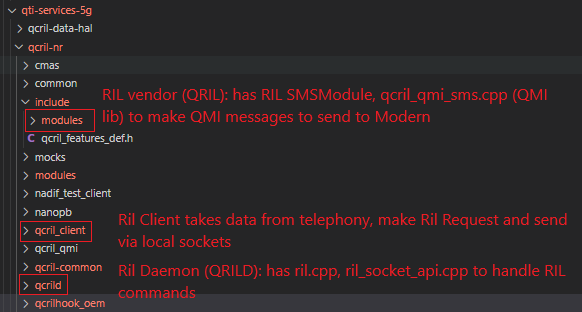 qti-services-5g
qcril-data-hal
qcril-nr
cmas
common
RIL vendor (QRIL): has RIL SMSModule, qcril_qmi_sms.cpp (QMI
include
lib) to make QMI messages to send to Modern
modules
C qcril_features_def.h
mocks
modules
nadif_test_client
nanopb
Ril Client takes data from telephony, make Ril Request and send
qcril_client
via local sockets
qcril_qmi
qcril-common
Ril Daemon (QRILD): has ril.cpp, ril_socket_api.cpp to handle RIL
qcrild
commands
qcrilhook_oem